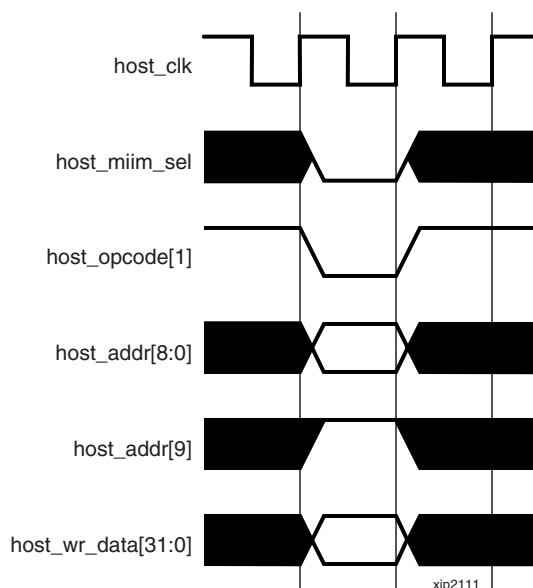 host_clk
host_miim_sel
host_opcode[1]
host_addr[8:0]
host_addr[9]
host_wr_data[31:0]
xip2111